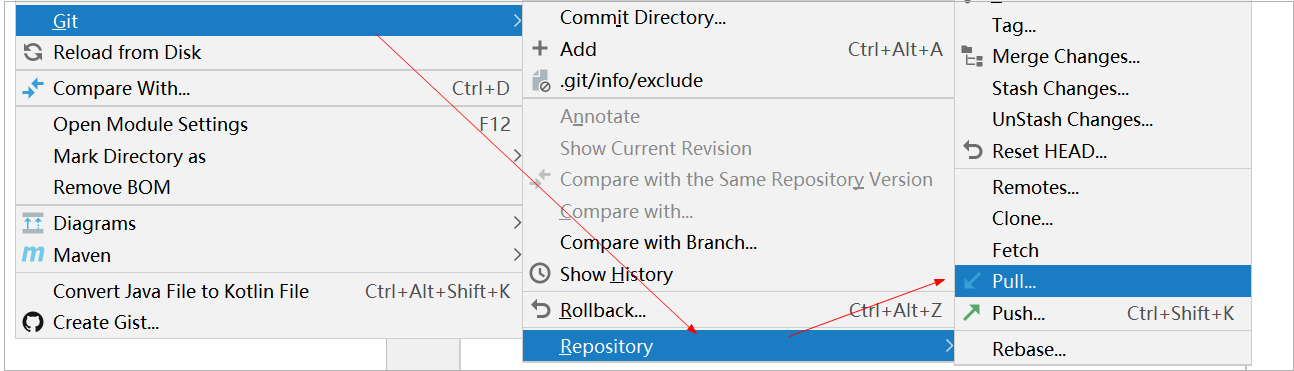 Git
Reload from Disk
Compare With... Ctrl+D
Open Module Settings F12
Mark Directory as
Remove BOM
Diagrams
Maven
Convert Java File to Kotlin File Ctrl+Alt+Shift+K
Create Gist...
Commit Directory...
Add Ctrl+Alt+A
.git/info/exclude
Annotate
Show Current Revision
Compare with the Same Repository Version
Compare with...
Compare with Branch...
Show History
Rollback... Ctrl+Alt+Z
Repository
Tag...
Merge Changes...
Stash Changes...
UnStash Changes...
Reset HEAD...
Remotes...
Clone...
Fetch
Pull...
Push... Ctrl+Shift+K
Rebase...